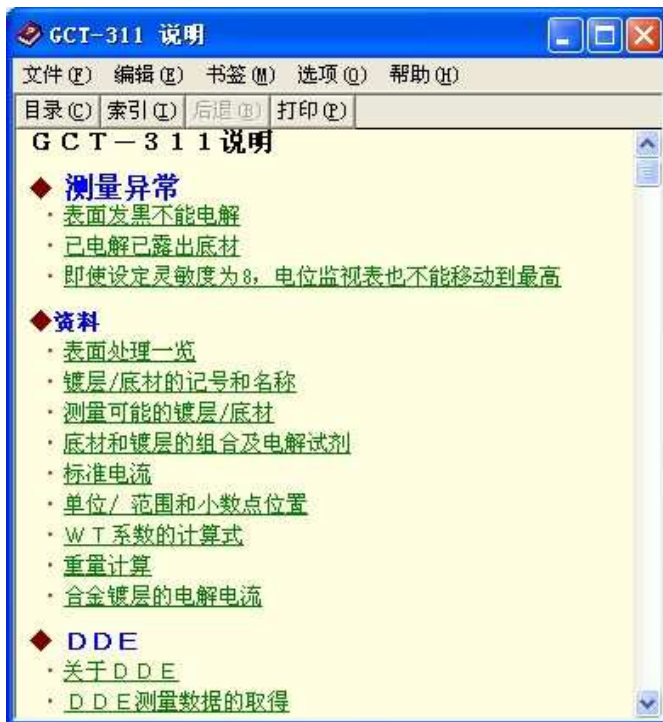 GCT-311 说明
文件(F) 编辑(E) 书签(M) 选项(O) 帮助(H)
目录(C) 索引(I) 后退(B) 打印(P)
ＧＣＴ－３１１说明
◆ 测量异常
· 表面发黑不能电解
· 已电解已露出底材
· 即使设定灵敏度为8，电位监视表也不能移动到最高
◆资料
· 表面处理一览
· 镀层/底材的记号和名称
· 测量可能的镀层/底材
· 底材和镀层的组合及电解试剂
· 标准电流
· 单位/ 范围和小数点位置
· ＷＴ系数的计算式
· 重量计算
· 合金镀层的电解电流
◆ ＤＤＥ
· 关于ＤＤＥ
· ＤＤＥ测量数据的取得